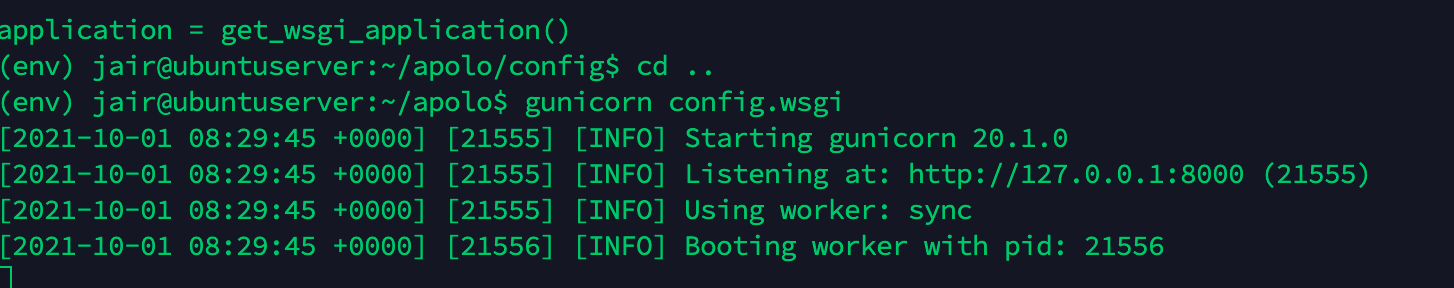 application = get_wsgi_application()
(env) jair@ubuntuserver:~/apolo/config$ cd ..
(env) jair@ubuntuserver:~/apolo$ gunicorn config.wsgi
[2021-10-01 08:29:45 +0000] [21555] [INFO] Starting gunicorn 20.1.0
[2021-10-01 08:29:45 +0000] [21555] [INFO] Listening at: http://127.0.0.1:8000 (21555)
[2021-10-01 08:29:45 +0000] [21555] [INFO] Using worker: sync
[2021-10-01 08:29:45 +0000] [21556] [INFO] Booting worker with pid: 21556